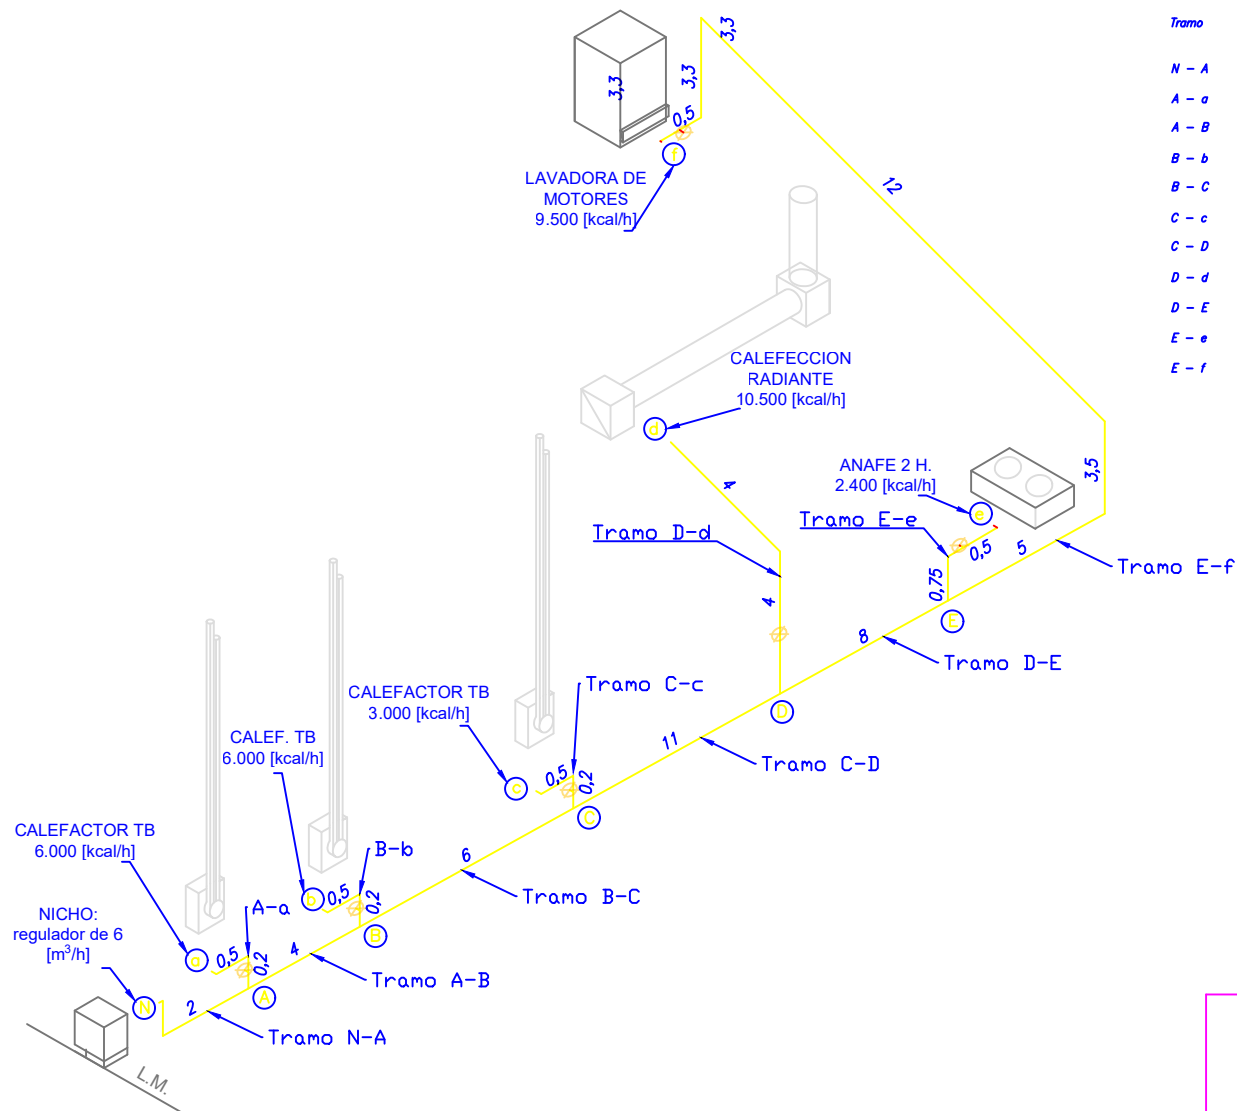 Tramo
N - A
A - a
A - B
B - b
B - C
C - c
C - D
D - d
D - E
E - e
E - f
3,3
3,3
3,3
0,5
f
LAVADORA DE
MOTORES
9.500 [kcal/h]
12
CALEFECCION
RADIANTE
10.500 [kcal/h]
d
4
Tramo D-d
4
ANAFE 2 H.
2.400 [kcal/h]
e
Tramo E-e
0,5
0,75
3,5
5
Tramo E-f
E
8
Tramo D-E
D
11
Tramo C-D
Tramo C-c
CALEFACTOR TB
3.000 [kcal/h]
c
0,5
0,2
C
CALEF. TB
6.000 [kcal/h]
6
Tramo B-C
B-b
b
0,5
0,2
B
CALEFACTOR TB
6.000 [kcal/h]
A-a
a
0,5
0,2
4
Tramo A-B
A
NICHO:
regulador de 6
[m³/h]
N
2
Tramo N-A
L.M.